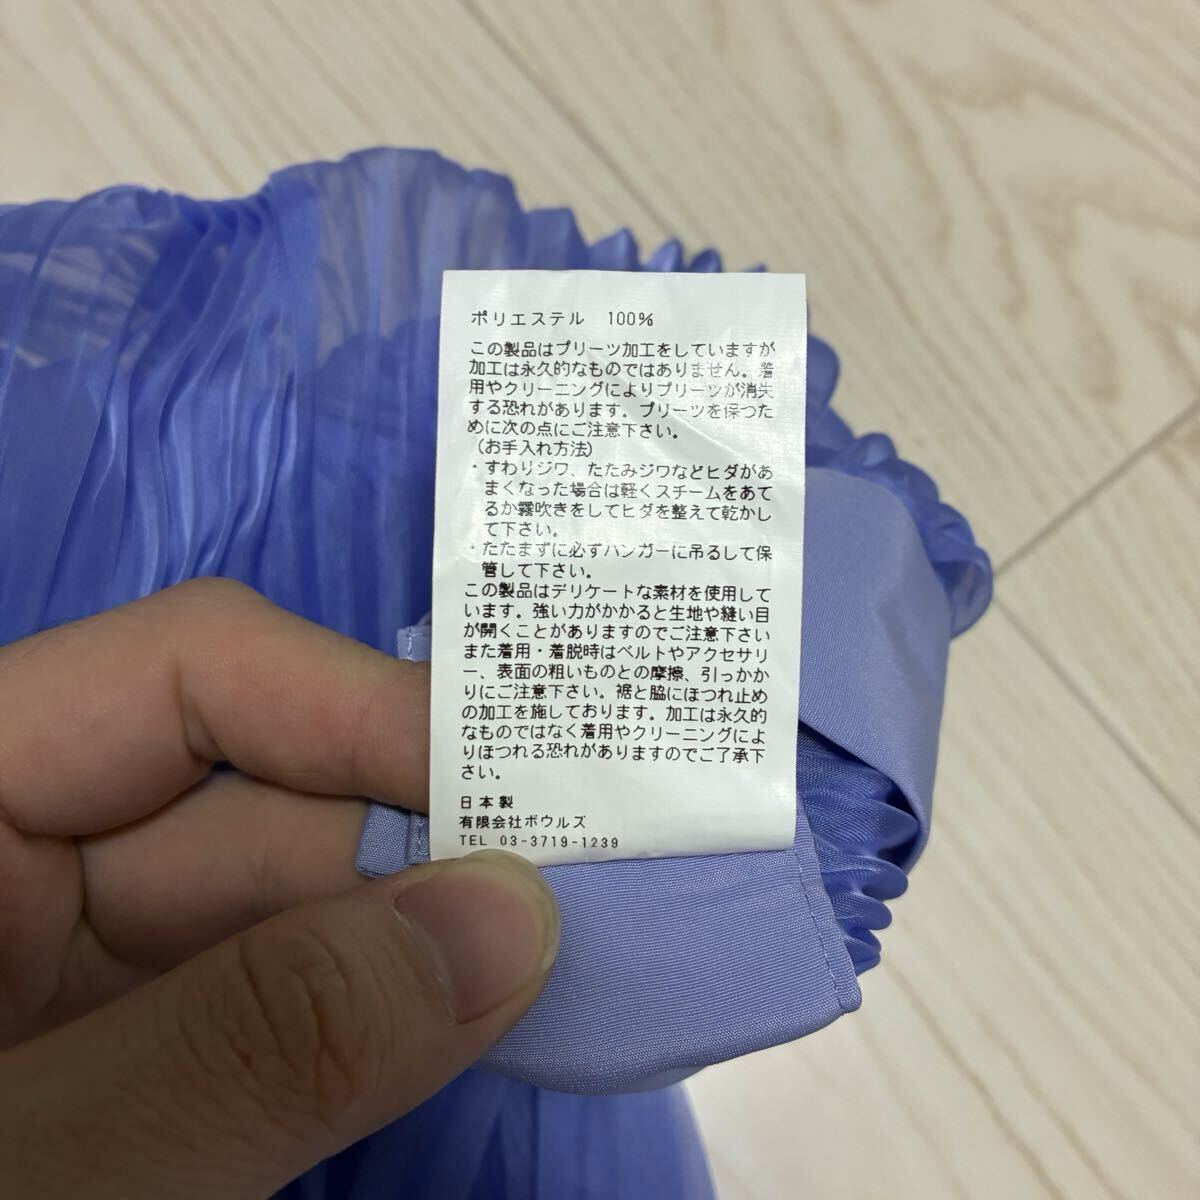 ポリエステル　100%
この製品はプリーツ加工をしていますが
加工は永久的なものではありません。着
用やクリーニングによりプリーツが消失
する恐れがあります。プリーツを保つた
めに次の点にご注意下さい。
（お手入れ方法）
・すわりジワ、たたみジワなどヒダがあ
まくなった場合は軽くスチームをあて
るか霧吹きをしてヒダを整えて乾かし
て下さい。
・たたまずに必ずハンガーに吊るして保
管して下さい。
この製品はデリケートな素材を使用して
います。強い力がかかると生地や縫い目
が開くことがありますのでご注意下さい
また着用・着脱時はベルトやアクセサリ
ー、表面の粗いものとの摩擦、引っかか
りにご注意下さい。裾と脇にほつれ止め
の加工を施しております。加工は永久的
なものではなく着用やクリーニングによ
りほつれる恐れがありますのでご了承下
さい。
日本製
有限会社ボウルズ
TEL 03-3719-1239